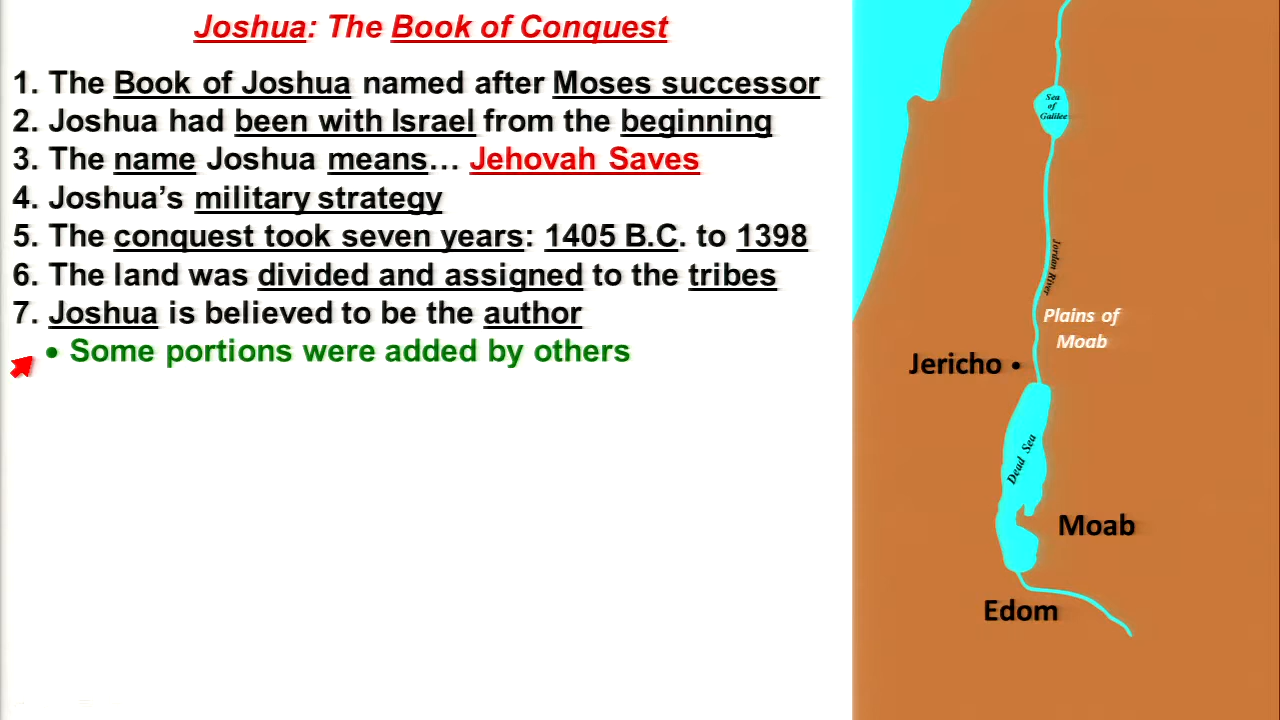 Joshua: The Book of Conquest
1. The Book of Joshua named after Moses successor
2. Joshua had been with Israel from the beginning
3. The name Joshua means… Jehovah Saves
4. Joshua’s military strategy
5. The conquest took seven years: 1405 B.C. to 1398
6. The land was divided and assigned to the tribes
7. Joshua is believed to be the author
• Some portions were added by others
Sea
of
Galilee
Jordan River
Plains of
Moab
Jericho
Dead Sea
Moab
Edom